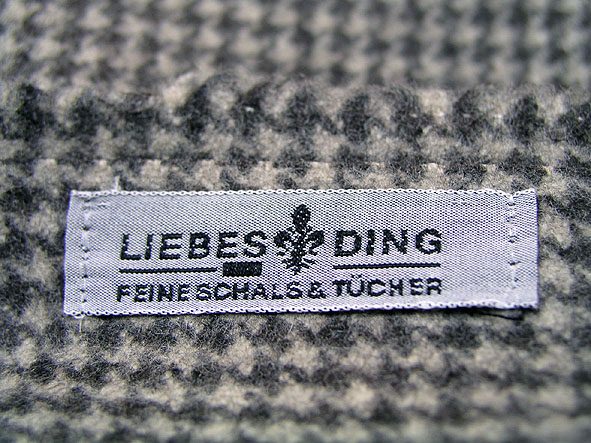 LIEBES DING
FEINE SCHALS & TÜCHER